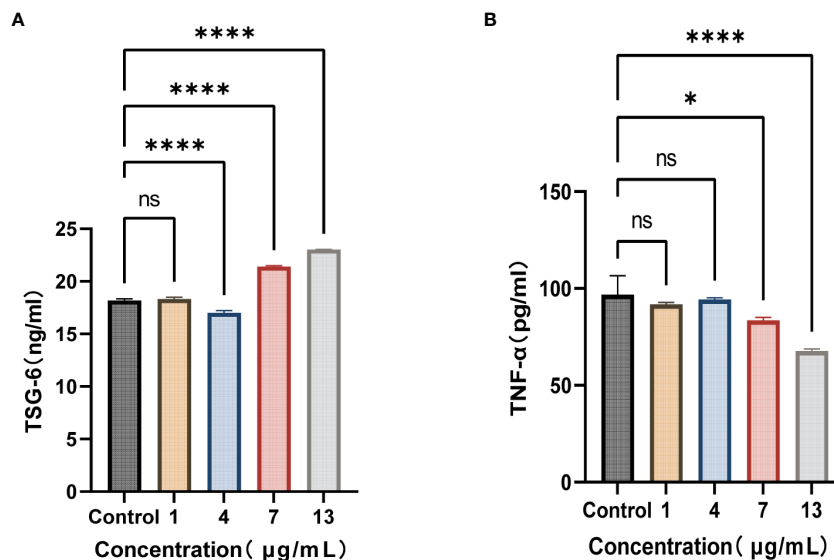 A
****
****
****
ns
25
20
15
10
5
0
TSG-6(ng/ml)
Control 1 4 7 13
Concentration( μg/mL)
B
****
*
ns
ns
150
100
50
0
TNF-α(pg/ml)
Control 1 4 7 13
Concentration( μg/mL)